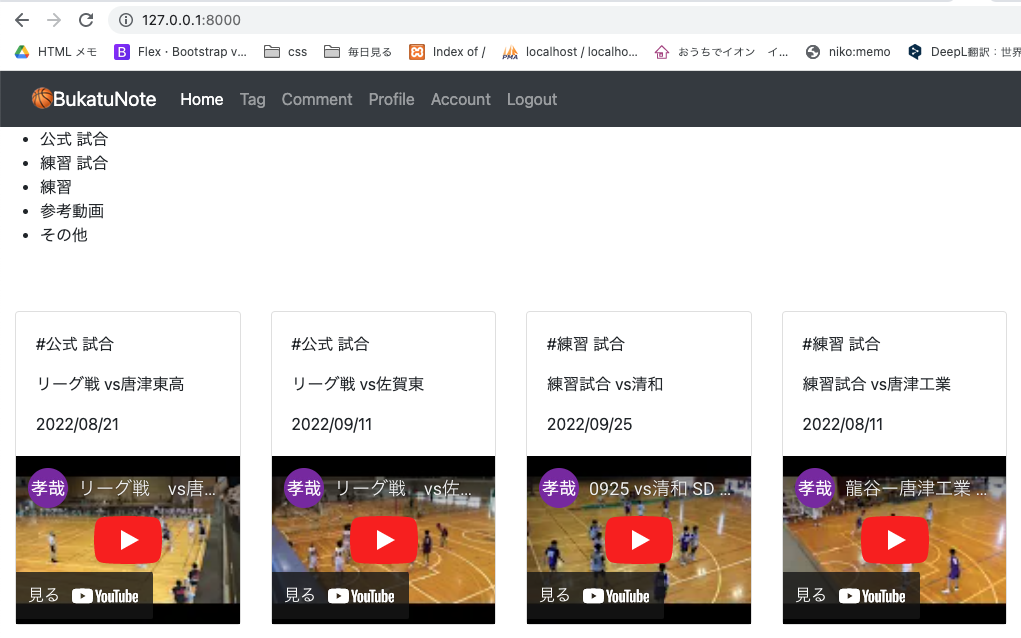 127.0.0.1:8000
HTML メモ B Flex · Bootstrap v... css 毎日見る Index of / PMA localhost / localho... おうちでイオン イ... niko:memo DeepL翻訳：世界
BukatuNote Home Tag Comment Profile Account Logout
公式 試合
練習 試合
練習
参考動画
その他
#公式 試合 #公式 試合 #練習 試合 #練習 試合
リーグ戦 vs唐津東高 リーグ戦 vs佐賀東 練習試合 vs清和 練習試合 vs唐津工業
2022/08/21 2022/09/11 2022/09/25 2022/08/11
孝哉 リーグ戦 vs唐... 孝哉 リーグ戦 vs佐... 孝哉 0925 vs清和 SD ... 孝哉 龍谷ー唐津工業 ...
見る YouTube 見る YouTube 見る YouTube 見る YouTube